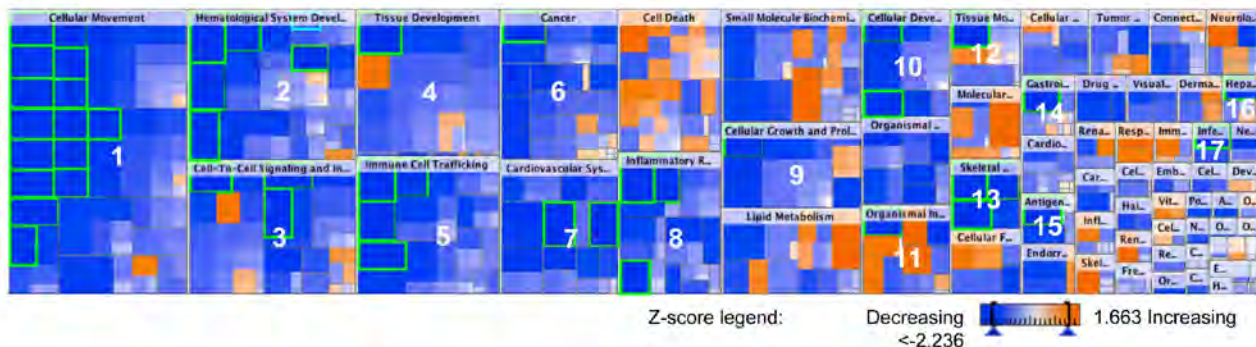 Cellular Movement
Hematological System Devel...
Tissue Development
Cancer
Cell Death
Small Molecule Biochemi...
Cellular Deve...
Tissue Mo...
Cellular ...
Tumor ...
Connect...
Neurolo...
1
2
4
6
10
12
Molecular...
Gastroi...
Drug ...
Visual...
Derma...
Hepa...
14
16
Cellular Growth and Prol...
Organismal ...
Rena...
Resp...
Imm...
Infe...
Ne...
17
Cardio...
Cell-To-Cell Signaling and In...
Immune Cell Trafficking
Cardiovascular Sys...
Inflammatory R...
Skeletal ...
Car...
Cel...
Emb...
Cel...
Dev...
3
5
7
8
9
13
Antigen...
15
Hai...
Vit...
Po...
A...
O...
Lipid Metabolism
Organismal In...
11
Infl...
Cel...
N...
O...
O...
Cellular F...
Ren...
Endocr...
Skel...
Re...
C...
Fre...
Or...
C...
E...
H...
Z-score legend:
Decreasing
<-2.236
1.663 Increasing